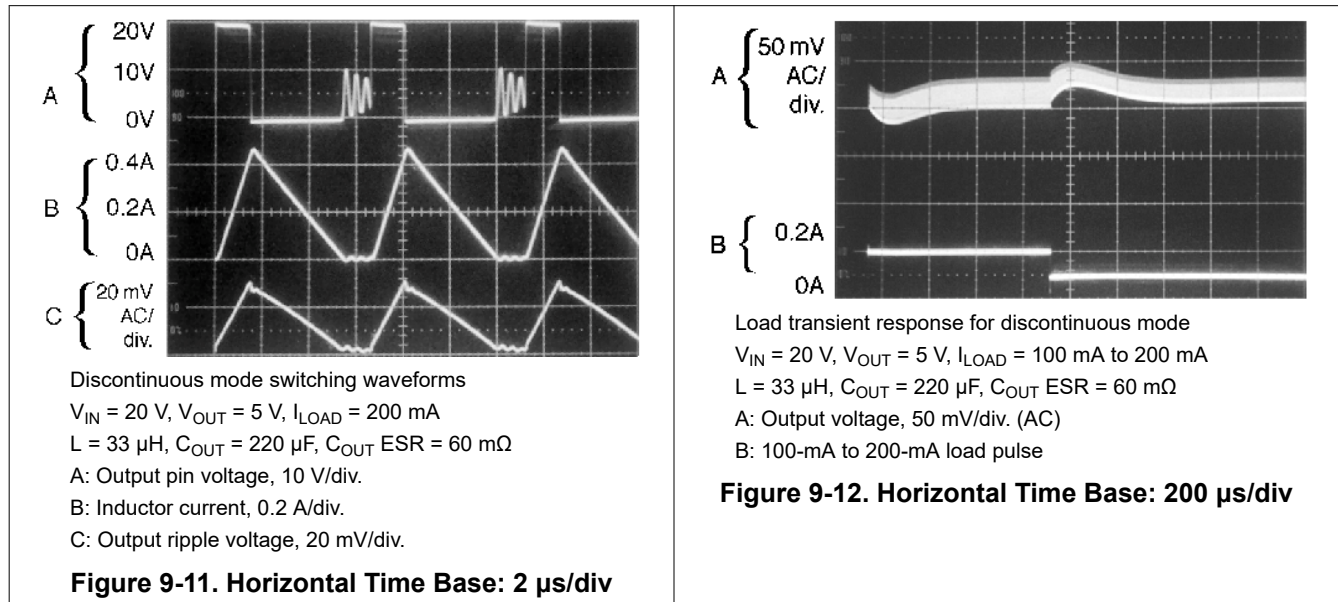 20V
10V
A
0V
0.4A
0.2A
B
0A
20 mV
AC/
C
div.
Discontinuous mode switching waveforms
VIN = 20 V, VOUT = 5 V, ILOAD = 200 mA
L = 33 µH, COUT = 220 µF, COUT ESR = 60 mΩ
A: Output pin voltage, 10 V/div.
B: Inductor current, 0.2 A/div.
C: Output ripple voltage, 20 mV/div.
Figure 9-11. Horizontal Time Base: 2 µs/div
50 mV
A
AC/
div.
0.2A
B
0A
Load transient response for discontinuous mode
VIN = 20 V, VOUT = 5 V, ILOAD = 100 mA to 200 mA
L = 33 µH, COUT = 220 µF, COUT ESR = 60 mΩ
A: Output voltage, 50 mV/div. (AC)
B: 100-mA to 200-mA load pulse
Figure 9-12. Horizontal Time Base: 200 µs/div